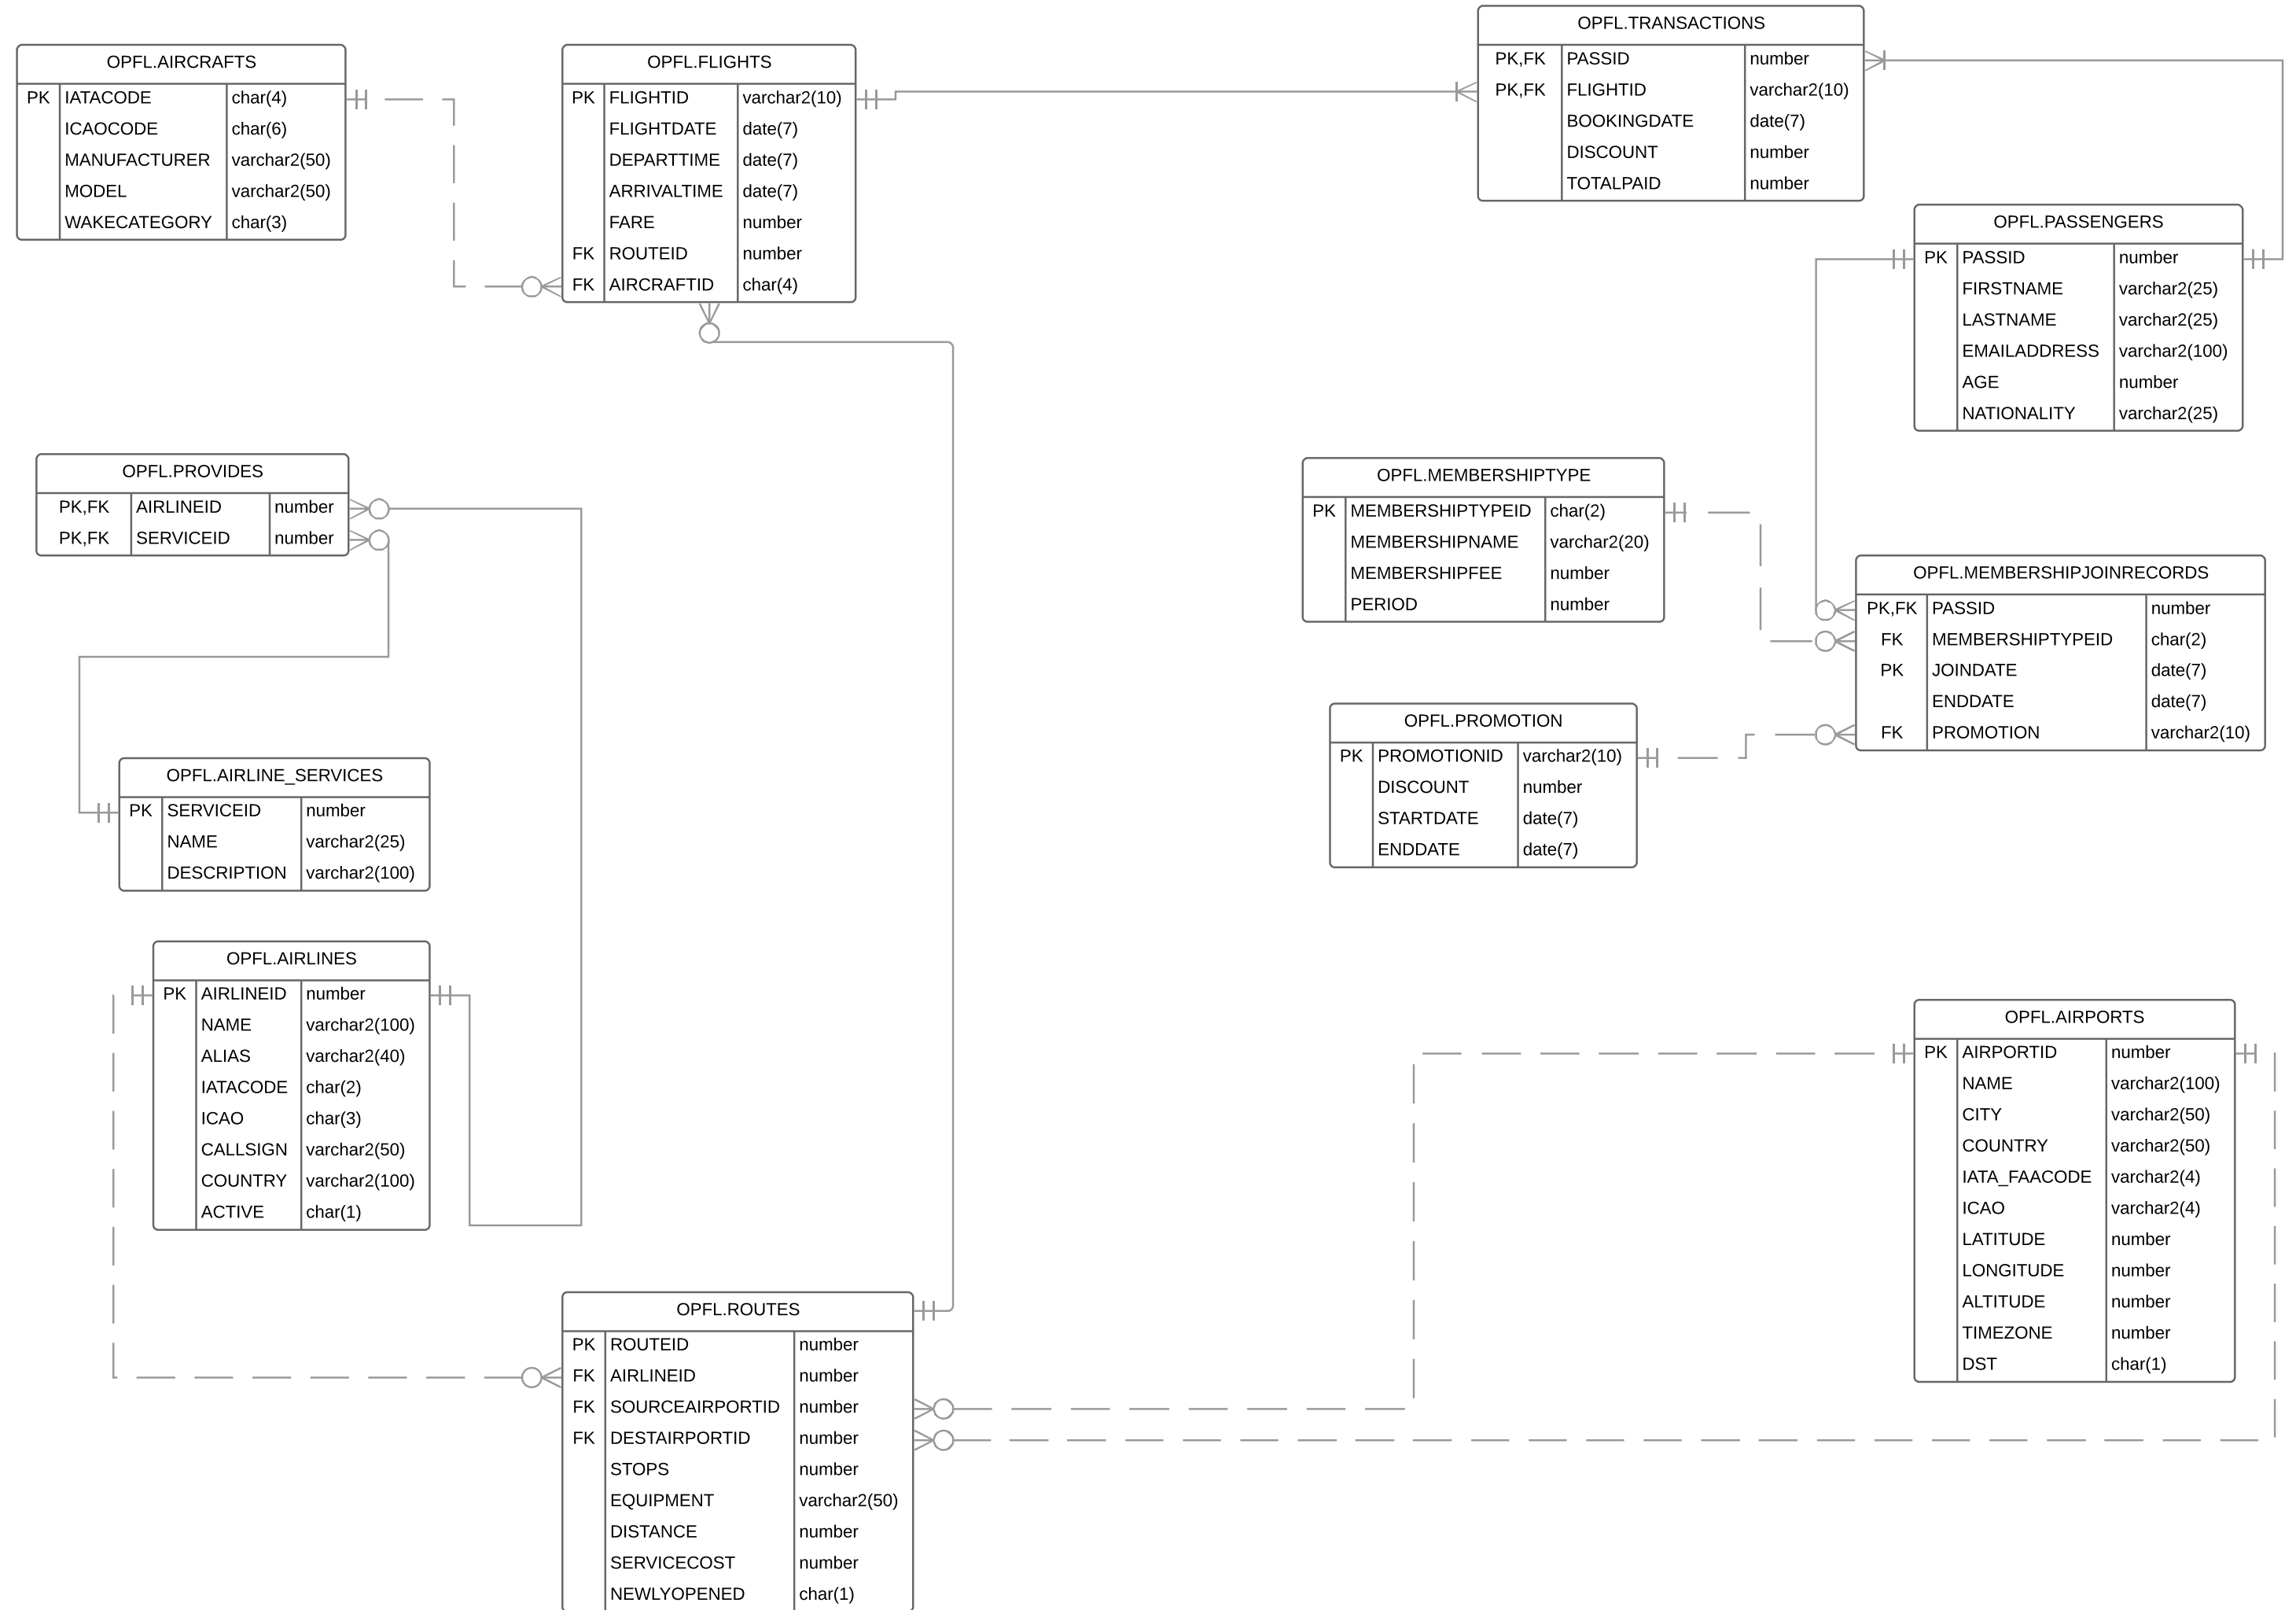 OPFL.AIRCRAFTS
PK IATACODE char(4)
ICAOCODE char(6)
MANUFACTURER varchar2(50)
MODEL varchar2(50)
WAKECATEGORY char(3)
OPFL.FLIGHTS
PK FLIGHTID varchar2(10)
FLIGHTDATE date(7)
DEPARTTIME date(7)
ARRIVALTIME date(7)
FARE number
FK ROUTEID number
FK AIRCRAFTID char(4)
OPFL.TRANSACTIONS
PK,FK PASSID number
PK,FK FLIGHTID varchar2(10)
BOOKINGDATE date(7)
DISCOUNT number
TOTALPAID number
OPFL.PASSENGERS
PK PASSID number
FIRSTNAME varchar2(25)
LASTNAME varchar2(25)
EMAILADDRESS varchar2(100)
AGE number
NATIONALITY varchar2(25)
OPFL.PROVIDES
PK,FK AIRLINEID number
PK,FK SERVICEID number
OPFL.MEMBERSHIPTYPE
PK MEMBERSHIPTYPEID char(2)
MEMBERSHIPNAME varchar2(20)
MEMBERSHIPFEE number
PERIOD number
OPFL.MEMBERSHIPJOINRECORDS
PK,FK PASSID number
FK MEMBERSHIPTYPEID char(2)
PK JOINDATE date(7)
ENDDATE date(7)
FK PROMOTION varchar2(10)
OPFL.PROMOTION
PK PROMOTIONID varchar2(10)
DISCOUNT number
STARTDATE date(7)
ENDDATE date(7)
OPFL.AIRLINE_SERVICES
PK SERVICEID number
NAME varchar2(25)
DESCRIPTION varchar2(100)
OPFL.AIRLINES
PK AIRLINEID number
NAME varchar2(100)
ALIAS varchar2(40)
IATACODE char(2)
ICAO char(3)
CALLSIGN varchar2(50)
COUNTRY varchar2(100)
ACTIVE char(1)
OPFL.AIRPORTS
PK AIRPORTID number
NAME varchar2(100)
CITY varchar2(50)
COUNTRY varchar2(50)
IATA_FAACODE varchar2(4)
ICAO varchar2(4)
LATITUDE number
LONGITUDE number
ALTITUDE number
TIMEZONE number
DST char(1)
OPFL.ROUTES
PK ROUTEID number
FK AIRLINEID number
FK SOURCEAIRPORTID number
FK DESTAIRPORTID number
STOPS number
EQUIPMENT varchar2(50)
DISTANCE number
SERVICECOST number
NEWLYOPENED char(1)